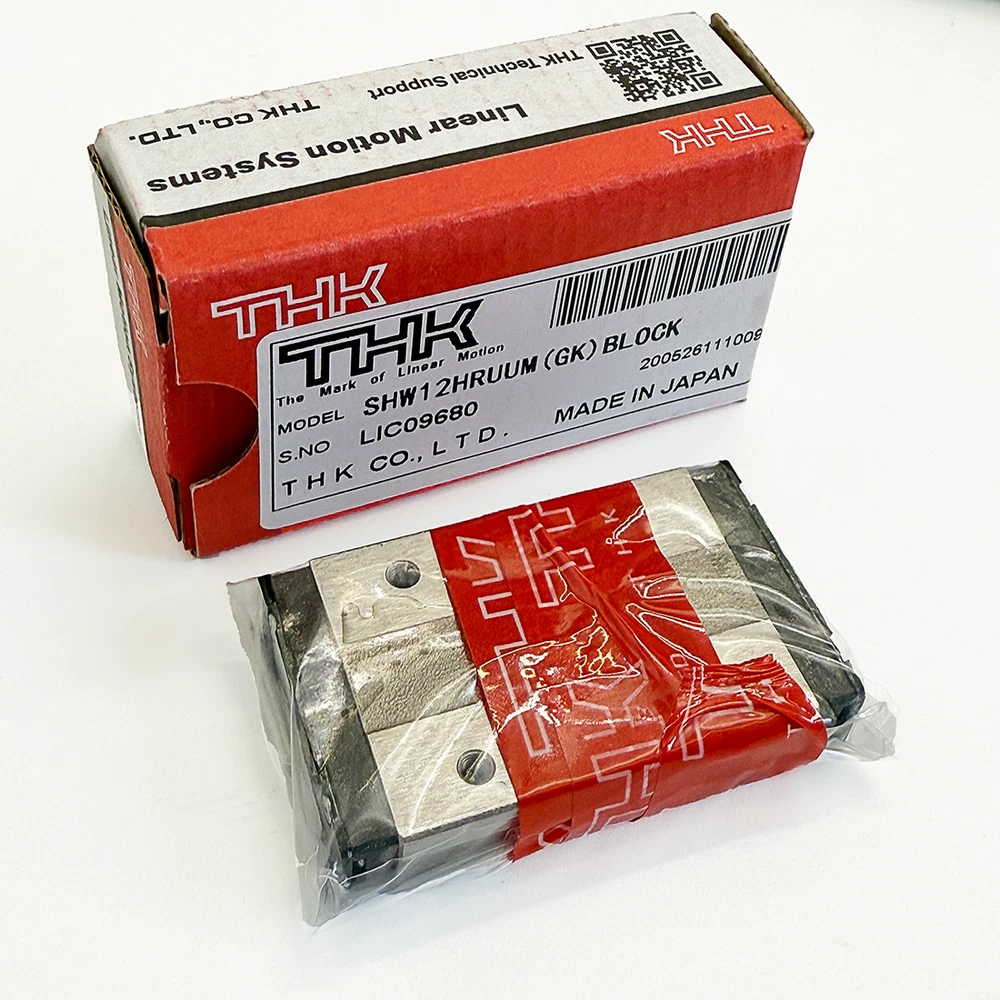 THK Technical Support
THK CO.,LTD.
Linear Motion Systems
THK
THK
THK
The Mark of Linear Motion
MODEL SHW12HRUUM(GK)BLOCK
200526111009
S.NO LIC09680
MADE IN JAPAN
THK CO., LTD.